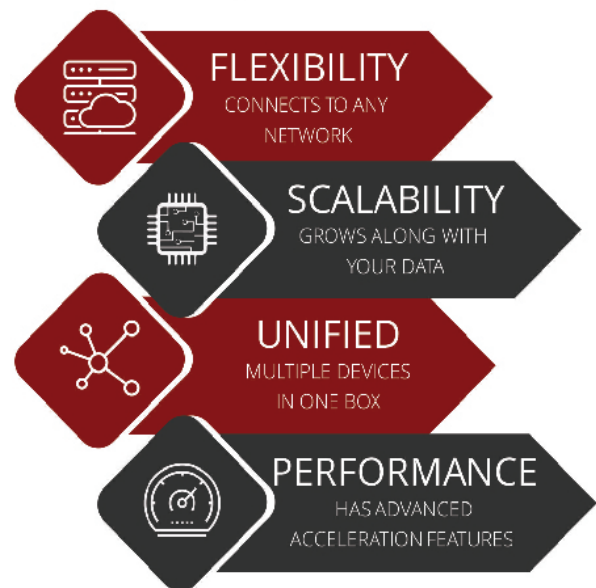 FLEXIBILITY
CONNECTS TO ANY
NETWORK
SCALABILITY
GROWS ALONG WITH
YOUR DATA
UNIFIED
MULTIPLE DEVICES
IN ONE BOX
PERFORMANCE
HAS ADVANCED
ACCELERATION FEATURES